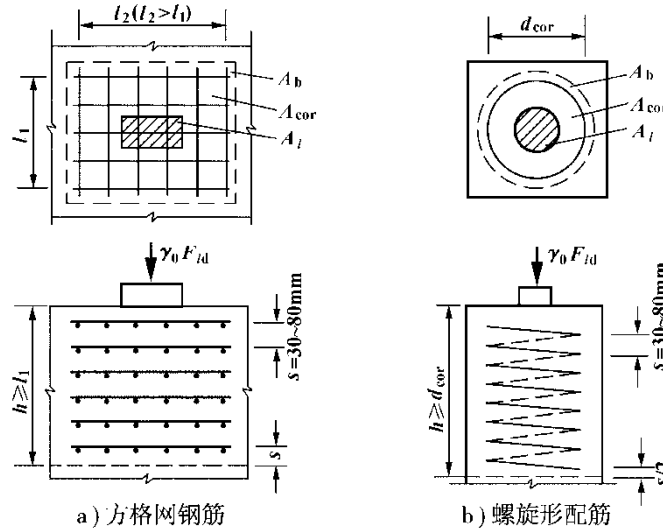 l₂(l₂>l₁)
A_b
A_cor
A_l
l₁
d_cor
A_b
A_cor
A_l
γ₀F_ld
s=30~80mm
h≥l₁
s
γ₀F_ld
s=30~80mm
h≥d_cor
s/2
a）方格网钢筋
b）螺旋形配筋